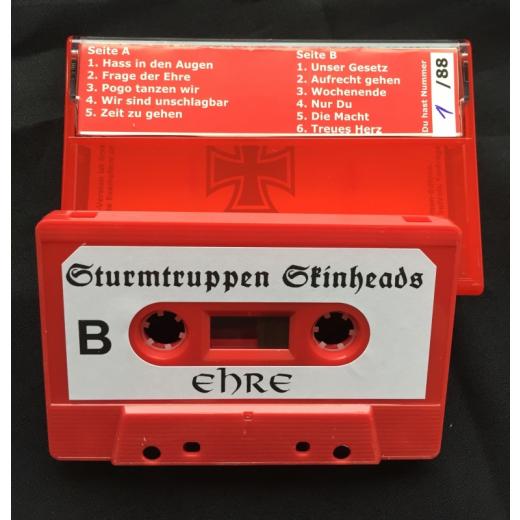 Seite A
1. Hass in den Augen
2. Frage der Ehre
3. Pogo tanzen wir
4. Wir sind unschlagbar
5. Zeit zu gehen
Seite B
1. Unser Gesetz
2. Aufrecht gehen
3. Wochenende
4. Nur Du
5. Die Macht
6. Treues Herz
Du hast Nummer
1/88
Sturmtruppen Skinheads
B
EhRE